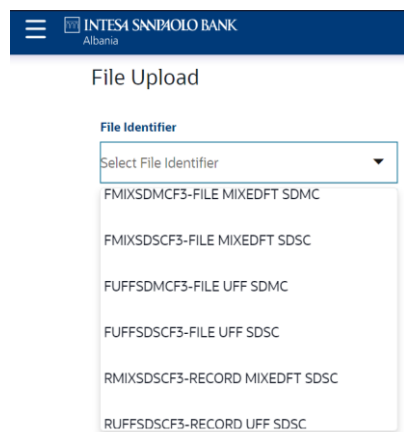 INTESA SANPAOLO BANK
Albania
File Upload
File Identifier
Select File Identifier
FMIXSDMCF3-FILE MIXEDFT SDMC
FMIXSDSCF3-FILE MIXEDFT SDSC
FUFFSDMCF3-FILE UFF SDMC
FUFFSDSCF3-FILE UFF SDSC
RMIXSDSCF3-RECORD MIXEDFT SDSC
RUFFSDSCF3-RECORD UFF SDSC